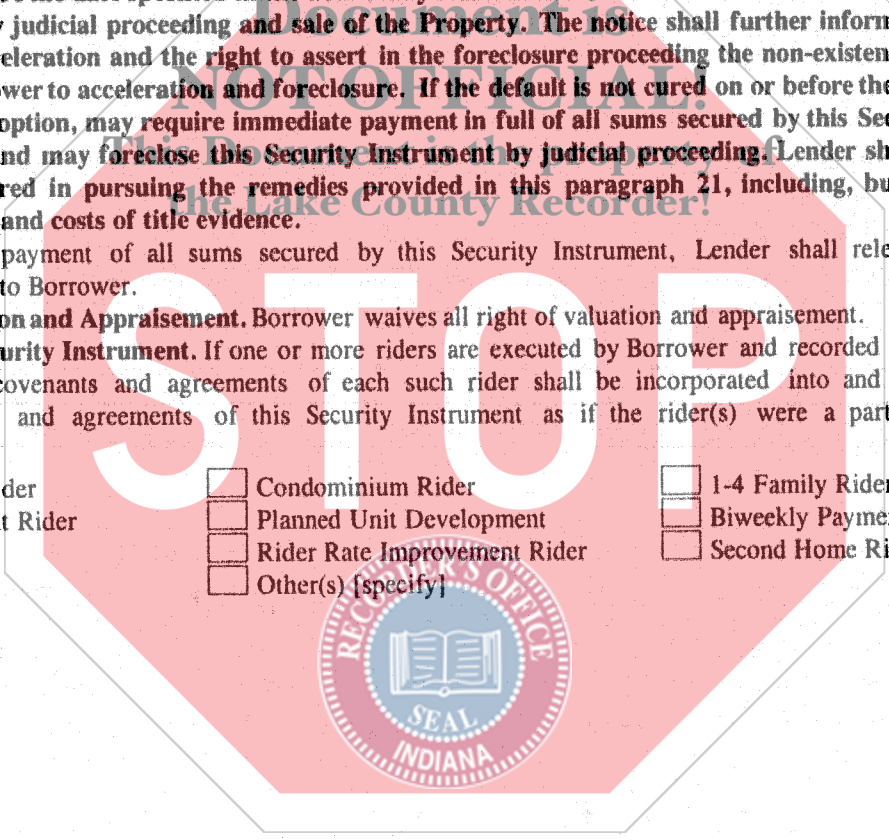 Document is
y judicial proceeding and sale of the Property. The notice shall further inform
eleration and the right to assert in the foreclosure proceeding the non-existen
NOT OFFICIAL!
ower to acceleration and foreclosure. If the default is not cured on or before the
option, may require immediate payment in full of all sums secured by this Sec
This Document is the property of
nd may foreclose this Security Instrument by judicial proceeding. Lender sh
red in pursuing the remedies provided in this paragraph 21, including, bu
the Lake County Recorder!
and costs of title evidence.
payment of all sums secured by this Security Instrument, Lender shall rele
to Borrower.
on and Appraisement. Borrower waives all right of valuation and appraisement.
urity Instrument. If one or more riders are executed by Borrower and recorded
covenants and agreements of each such rider shall be incorporated into and
and agreements of this Security Instrument as if the rider(s) were a part
STOP
der Condominium Rider 1-4 Family Rider
t Rider Planned Unit Development Biweekly Payme
Rider Rate Improvement Rider Second Home Ri
Other(s) [specify]
RECORDER'S OFFICE
SEAL
INDIANA